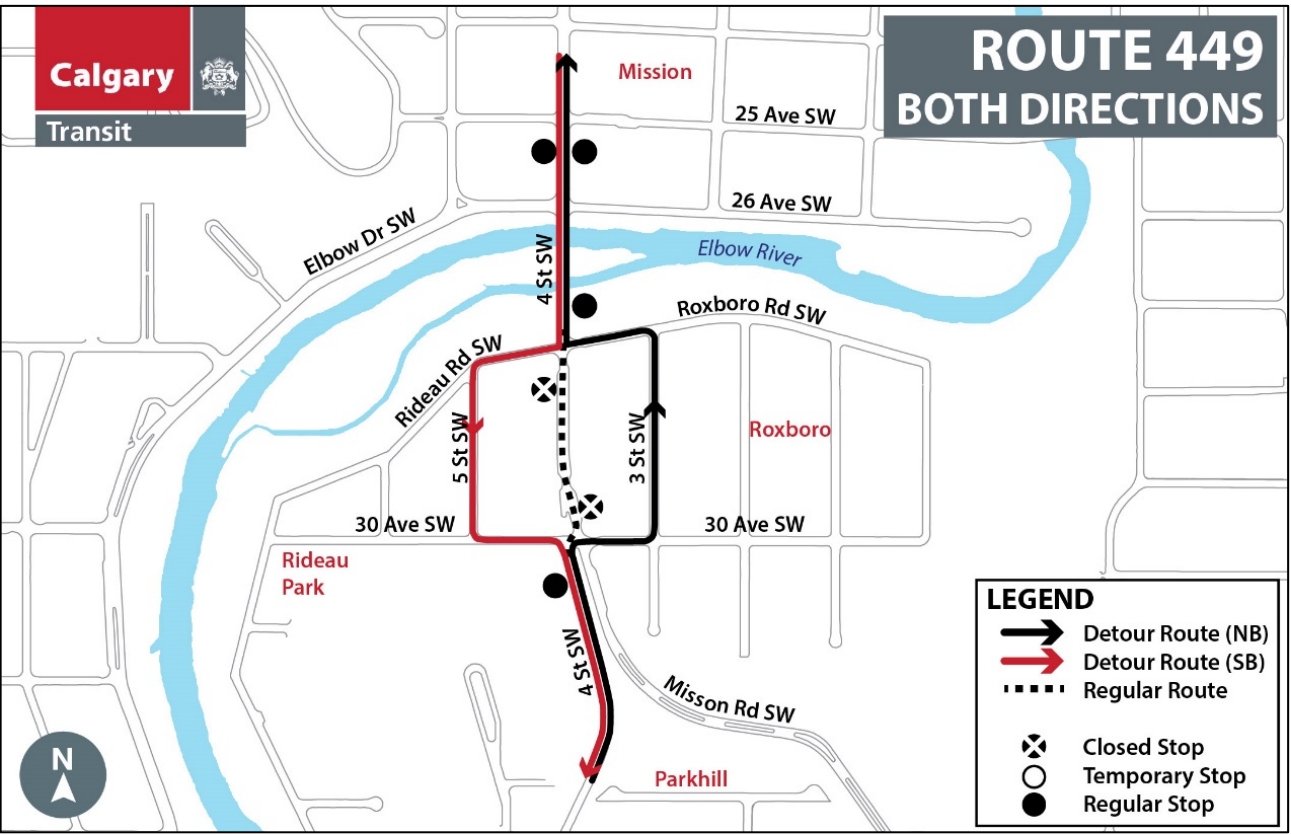 Calgary
Transit
ROUTE 449
BOTH DIRECTIONS
Mission
25 Ave SW
26 Ave SW
Elbow Dr SW
4 St SW
Elbow River
Roxboro Rd SW
Rideau Rd SW
5 St SW
3 St SW
Roxboro
30 Ave SW
30 Ave SW
Rideau
Park
4 St SW
Misson Rd SW
Parkhill
N
LEGEND
Detour Route (NB)
Detour Route (SB)
Regular Route
Closed Stop
Temporary Stop
Regular Stop